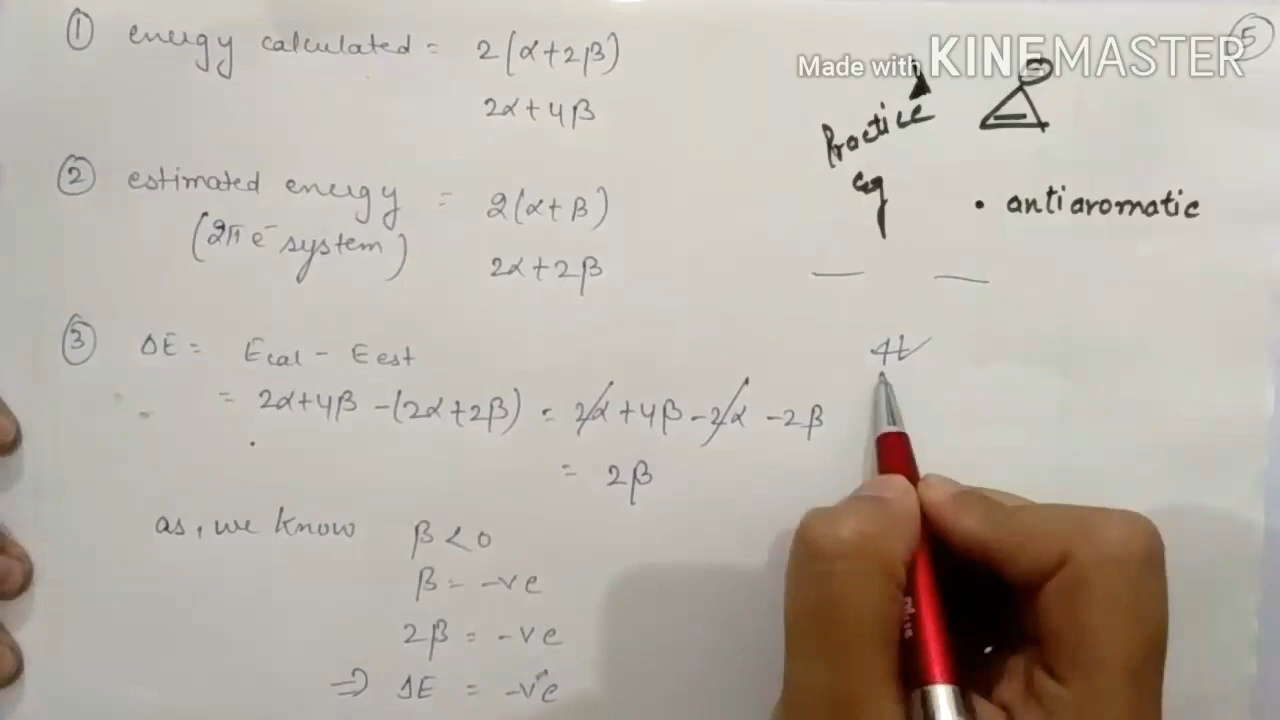 ① energy calculated = 2(α+2β)
2α+4β
② estimated energy = 2(α+β)
(2π e⁻ system)
2α+2β
③ ΔE = Ecal - Eest
= 2α+4β -(2α+2β) = 2α+4β-2α -2β
= 2β
as, we know β<0
β= -ve
2β = -ve
⇒ ΔE = -ve
5
Made with KINEMASTER
Practice
eg
• antiaromatic